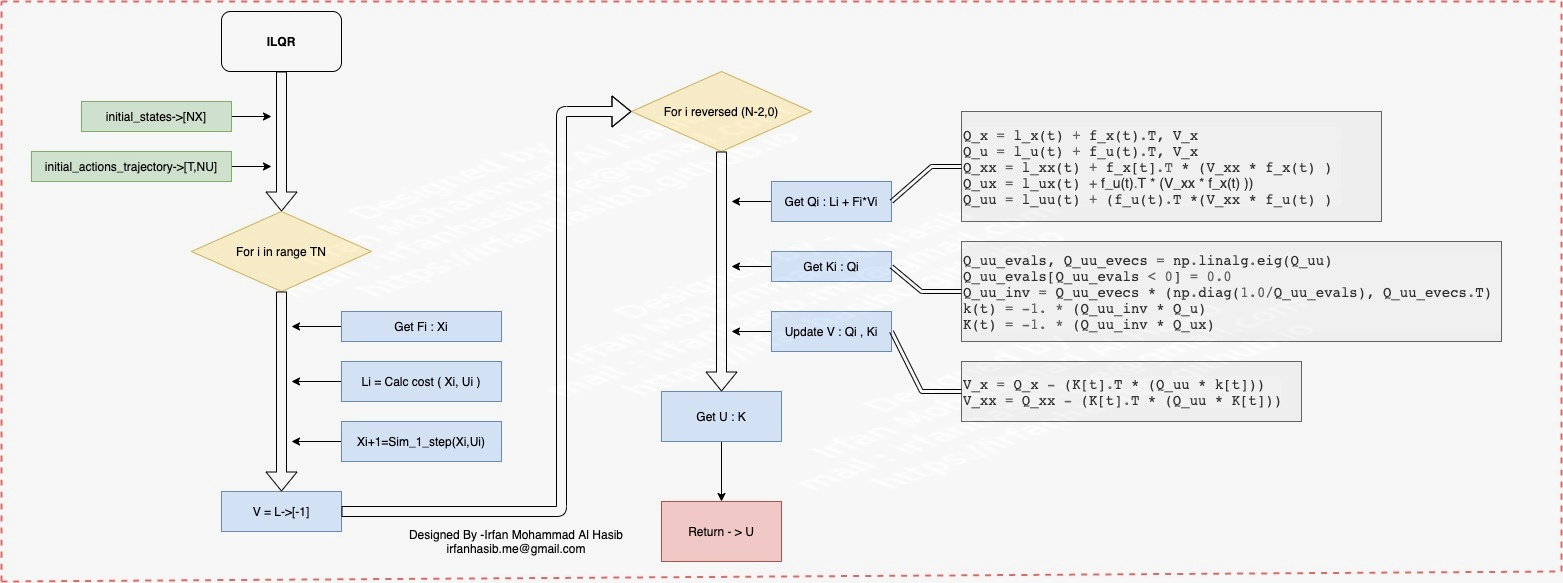 ILQR
initial_states->[NX]
initial_actions_trajectory->[T,NU]
For i in range TN
Get Fi : Xi
Li = Calc cost ( Xi, Ui )
Xi+1=Sim_1_step(Xi,Ui)
V = L->[-1]
Designed By -Irfan Mohammad Al Hasib
irfanhasib.me@gmail.com
For i reversed (N-2,0)
Get Qi : Li + Fi*Vi
Q_x = l_x(t) + f_x(t).T, V_x
Q_u = l_u(t) + f_u(t).T, V_x
Q_xx = l_xx(t) + f_x[t].T * (V_xx * f_x(t) )
Q_ux = l_ux(t) + f_u(t).T * (V_xx * f_x(t) ))
Q_uu = l_uu(t) + (f_u(t).T *(V_xx * f_u(t) )
Get Ki : Qi
Q_uu_evals, Q_uu_evecs = np.linalg.eig(Q_uu)
Q_uu_evals[Q_uu_evals < 0] = 0.0
Q_uu_inv = Q_uu_evecs * (np.diag(1.0/Q_uu_evals), Q_uu_evecs.T)
k(t) = -1. * (Q_uu_inv * Q_u)
K(t) = -1. * (Q_uu_inv * Q_ux)
Update V : Qi , Ki
V_x = Q_x - (K[t].T * (Q_uu * k[t]))
V_xx = Q_xx - (K[t].T * (Q_uu * K[t]))
Get U : K
Return - > U